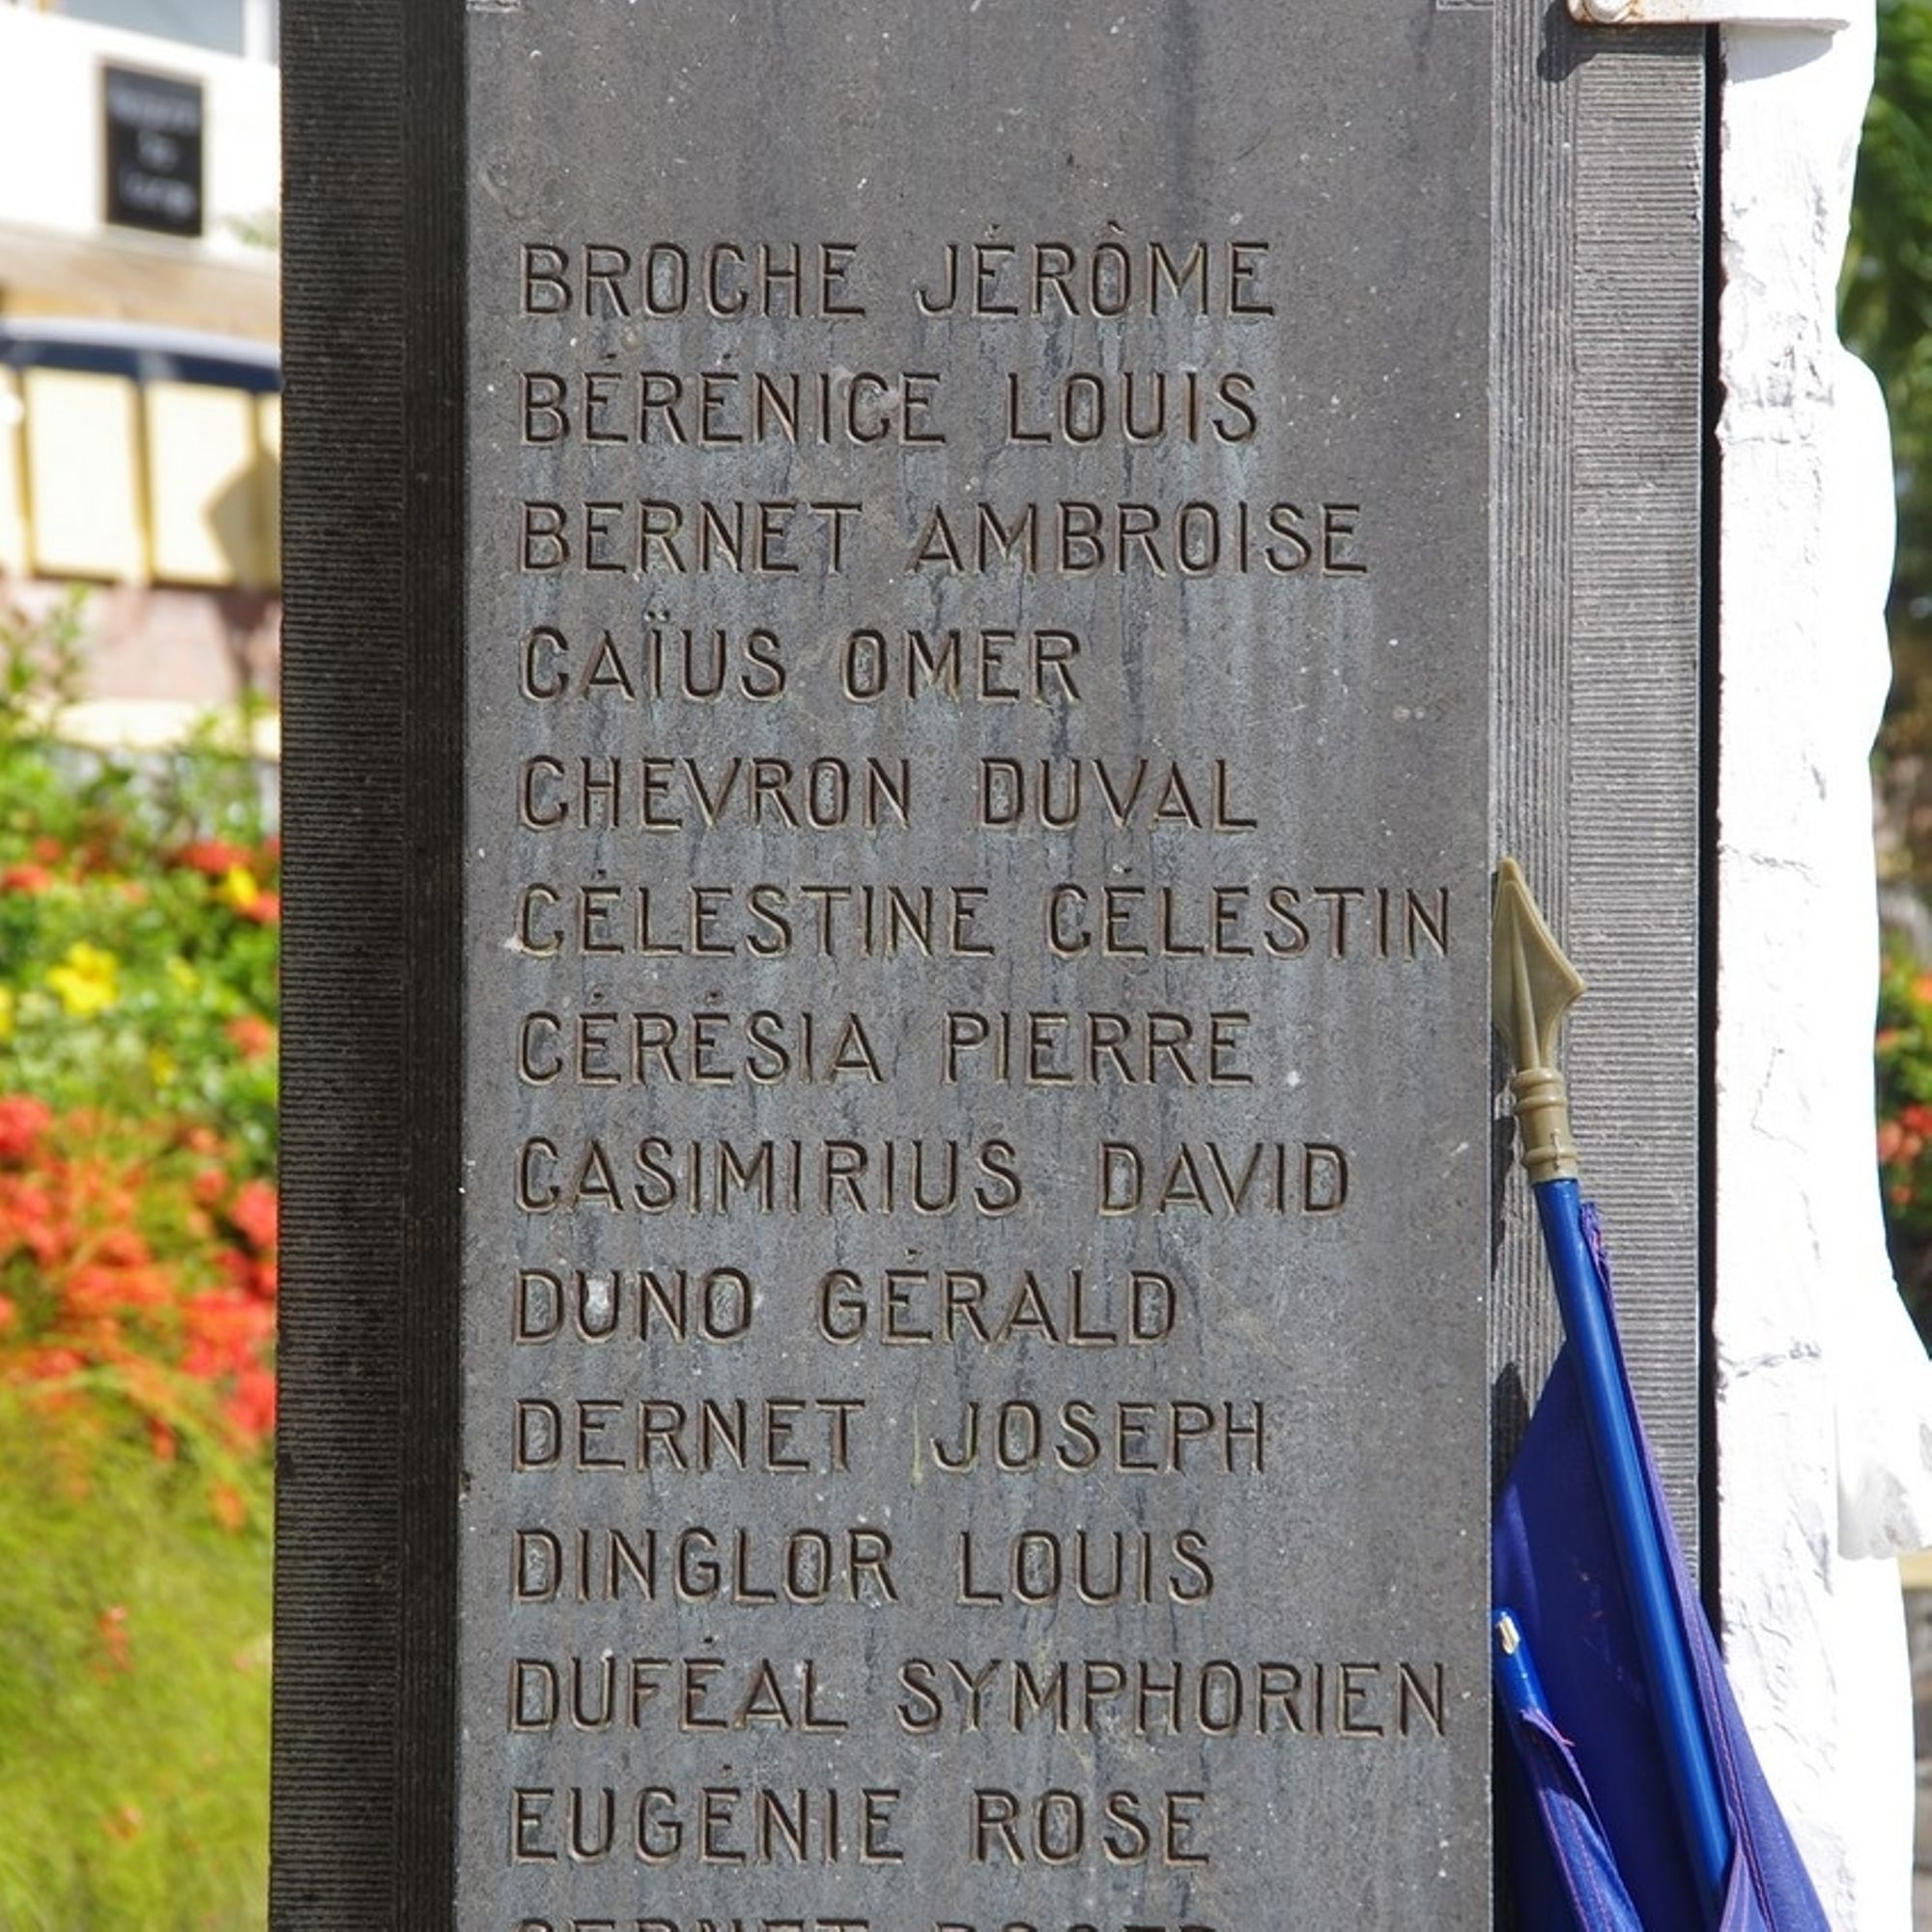 BROCHE JÉRÔME
BÉRÉNICE LOUIS
BERNET AMBROISE
CAÏUS OMER
CHEVRON DUVAL
CÉLESTINE CÉLESTIN
CÉRÉSIA PIERRE
CASIMIRIUS DAVID
DUNO GÉRALD
DERNET JOSEPH
DINGLOR LOUIS
DUFÉAL SYMPHORIEN
EUGÉNIE ROSE